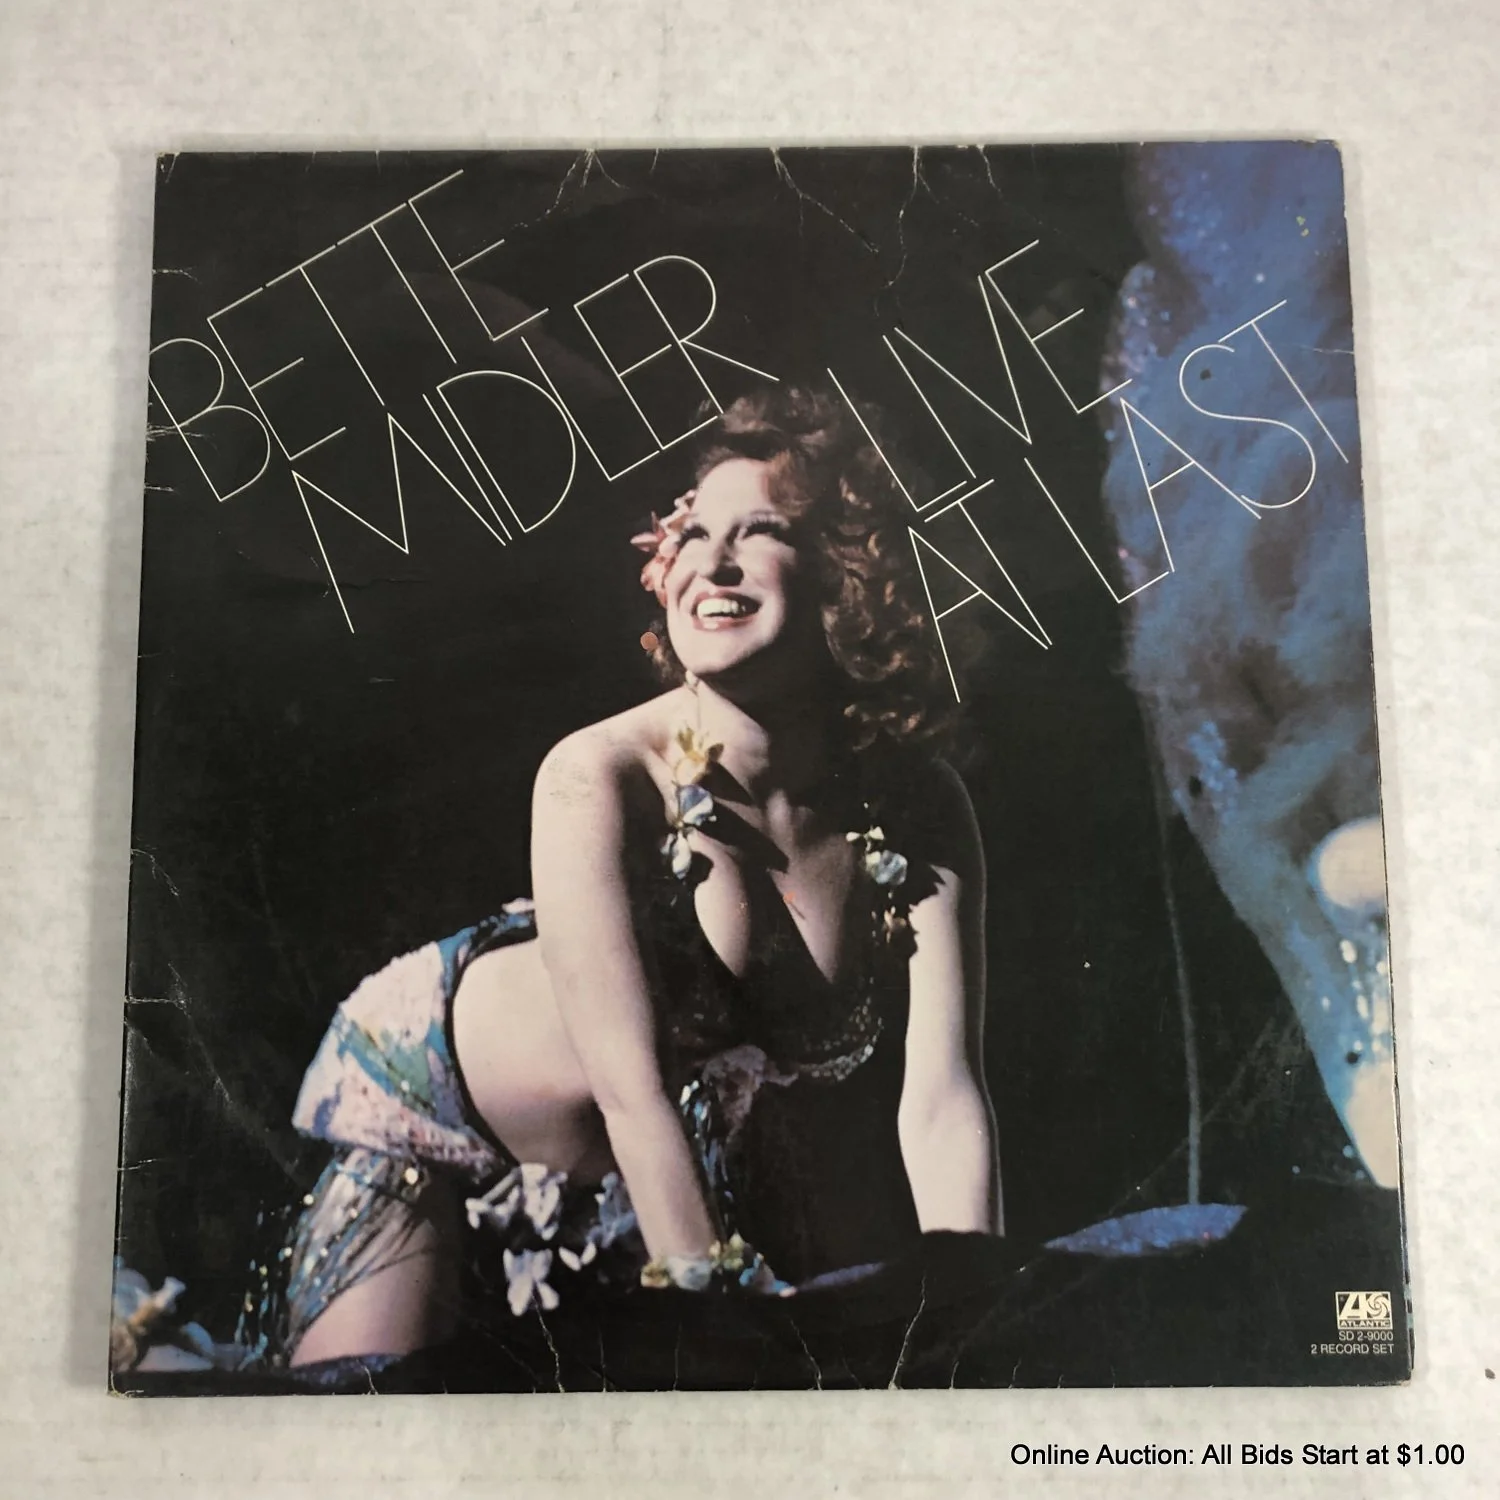 BETTE
MIDLER
LIVE
AT LAST
ATLANTIC
SD 2-9000
2 RECORD SET
Online Auction: All Bids Start at $1.00